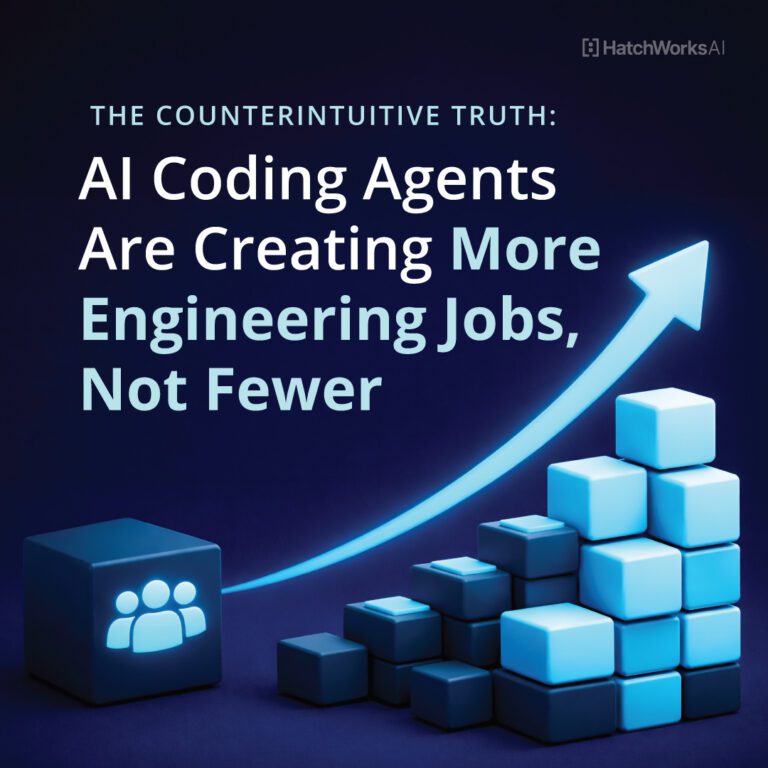 HatchWorksAI
THE COUNTERINTUITIVE TRUTH:
AI Coding Agents
Are Creating More
Engineering Jobs,
Not Fewer